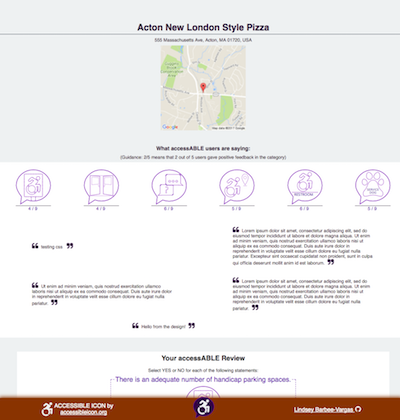 Acton New London Style Pizza
555 Massachusetts Ave, Acton, MA 01720, USA
Google
What accessABLE users are saying:
(Guidance: 2/5 means that 2 out of 5 users gave positive feedback in the category)
RESTROOM
4 / 9
4 / 9
6 / 9
5 / 9
6 / 9
5 / 9
❝ testing css ❞
❝ Lorem ipsum dolor sit amet, consectetur adipiscing elit, sed do
eiusmod tempor incididunt ut labore et dolore magna aliqua. Ut enim
ad minim veniam, quis nostrud exercitation ullamco laboris nisi ut
aliquip ex ea commodo consequat. Duis aute irure dolor in
reprehenderit in voluptate velit esse cillum dolore eu fugiat nulla
pariatur. Excepteur sint occaecat cupidatat non proident, sunt in culpa
qui officia deserunt mollit anim id est laborum. ❞
❝ Ut enim ad minim veniam, quis nostrud exercitation ullamco
laboris nisi ut aliquip ex ea commodo consequat. Duis aute irure dolor
in reprehenderit in voluptate velit esse cillum dolore eu fugiat nulla
pariatur. ❞
❝ Lorem ipsum dolor sit amet, consectetur adipiscing elit, sed do
eiusmod tempor incididunt ut labore et dolore magna aliqua. Ut enim
ad minim veniam, quis nostrud exercitation ullamco laboris nisi ut
aliquip ex ea commodo consequat. Duis aute irure dolor in
reprehenderit in voluptate velit esse cillum dolore eu fugiat nulla
pariatur. ❞
❝ Hello from the design! ❞
Your accessABLE Review
Select YES or NO for each of the following statements:
There is an adequate number of handicap parking spaces.
ACCESSIBLE ICON by
accessibleicon.org
Lindsey Barbee-Vargas